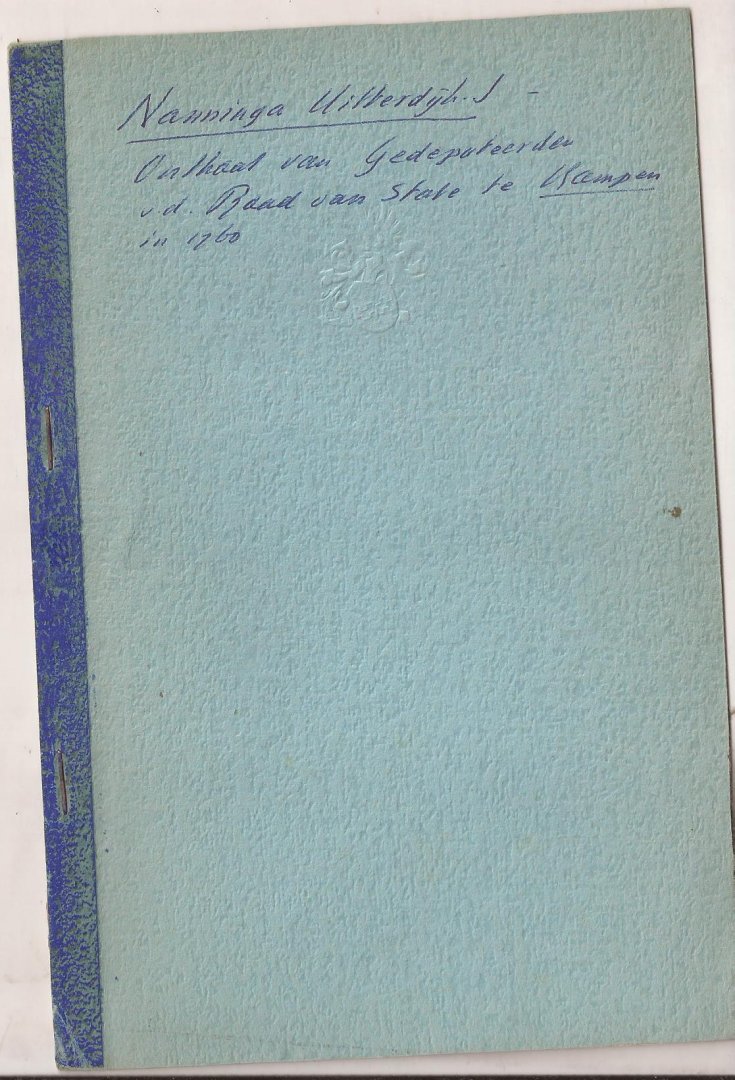 Nanninga Uitterdijk. J -
Onthaal van Gedeputeerden
v.d. Raad van State te Kampen
in 1760